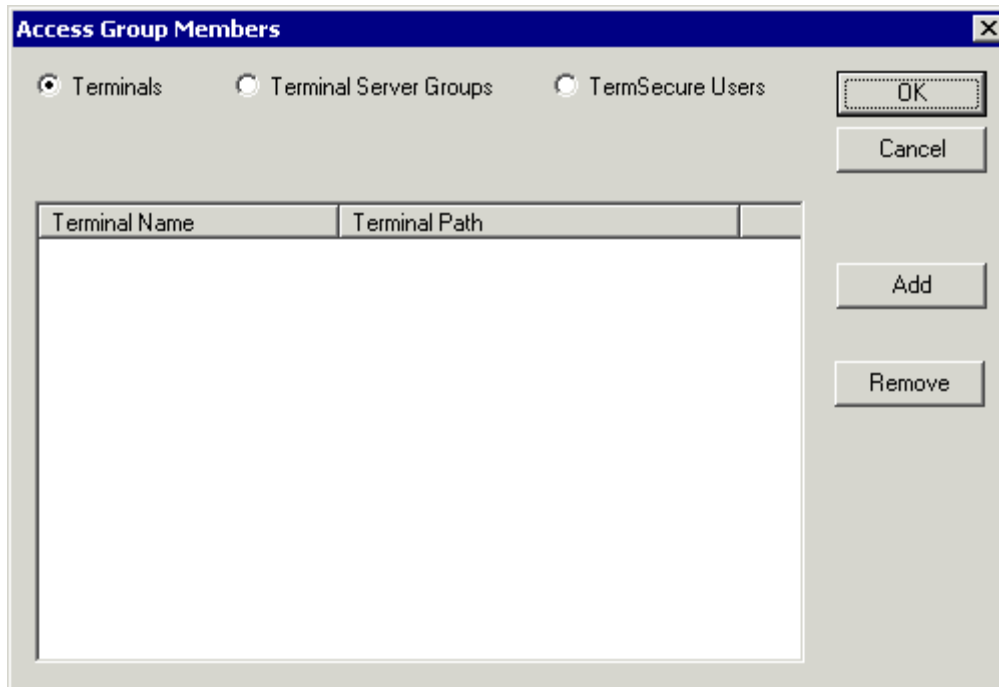 Access Group Members
Terminals Terminal Server Groups TermSecure Users
OK
Cancel
Terminal Name Terminal Path
Add
Remove